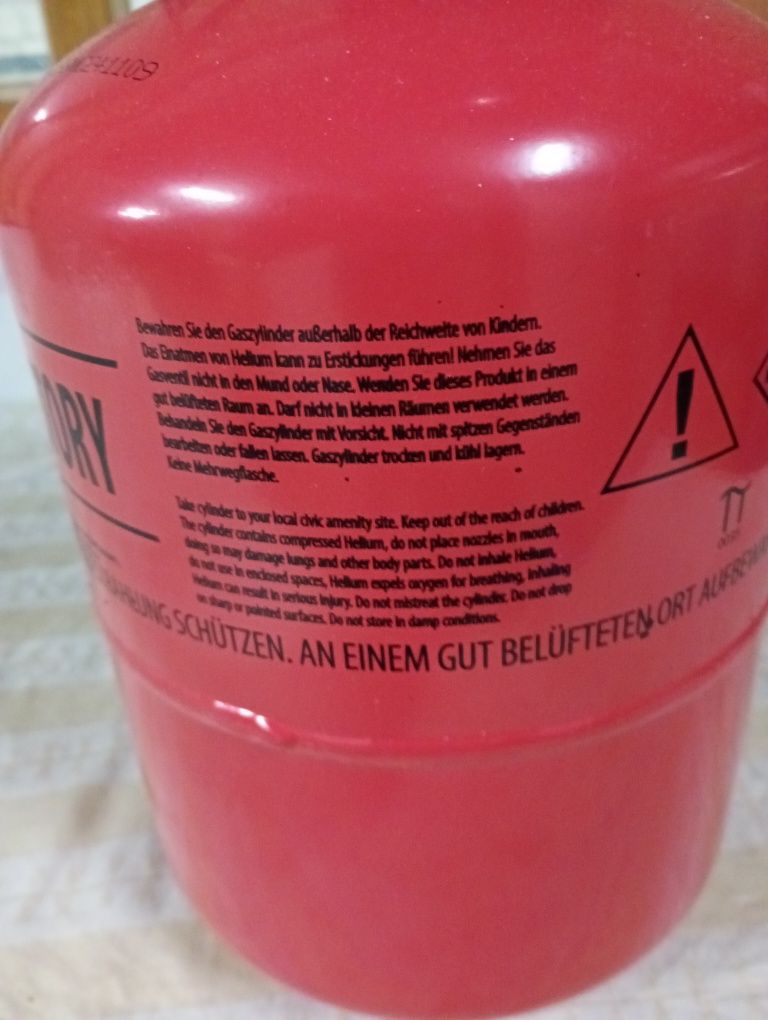 241109
TORY
Bewahren Sie den Gaszylinder außerhalb der Reichweite von Kindern.
Das Einatmen von Helium kann zu Erstickungen führen! Nehmen Sie das
Gasventil nicht in den Mund oder Nase. Wenden Sie dieses Produkt in einem
gut belüfteten Raum an. Darf nicht in kleinen Räumen verwendet werden.
Behandeln Sie den Gaszylinder mit Vorsicht. Nicht mit spitzen Gegenständen
bearbeiten oder fallen lassen. Gaszylinder trocken und kühl lagern.
Keine Mehrwegflasche.
Take cylinder to your local civic amenity site. Keep out of the reach of children.
The cylinder contains compressed Helium, do not place nozzles in mouth,
doing so may damage lungs and other body parts. Do not inhale Helium,
do not use in enclosed spaces, Helium expels oxygen for breathing. Inhaling
Helium can result in serious injury. Do not mistreat the cylinder. Do not drop
on sharp or pointed surfaces. Do not store in damp conditions.
SCHÜTZEN. AN EINEM GUT BELÜFTETEN ORT